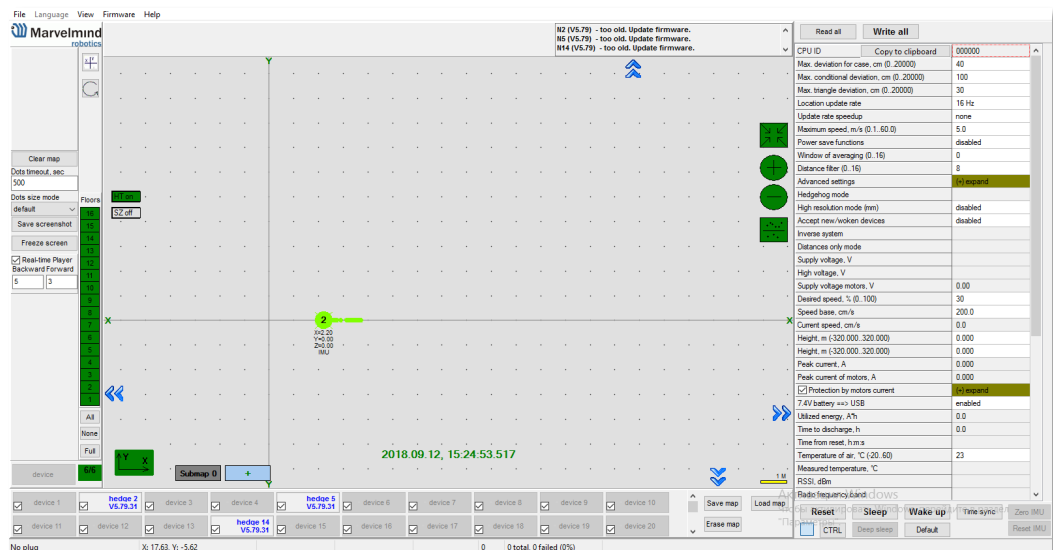 File Language View Firmware Help
Marvelmind
robotics
N2 (V5.79) - too old. Update firmware.
N5 (V5.79) - too old. Update firmware.
N14 (V5.79) - too old. Update firmware.
Read all Write all
CPU ID Copy to clipboard 000000
Max. deviation for case, cm (0..20000) 40
Max. conditional deviation, cm (0..20000) 100
Max. triangle deviation, cm (0..20000) 30
Location update rate 16 Hz
Update rate speedup none
Maximum speed, m/s (0.1..60.0) 5.0
Power save functions disabled
Window of averaging (0..16) 0
Distance filter (0..16) 8
Advanced settings (+) expand
Hedgehog mode
High resolution mode (mm) disabled
Accept new/woken devices disabled
Inverse system
Distances only mode
Supply voltage, V
High voltage, V
Supply voltage motors, V 0.00
Desired speed, % (0..100) 30
Speed base, cm/s 200.0
Current speed, cm/s 0.0
Height, m (-320.000..320.000) 0.000
Height, m (-320.000..320.000) 0.000
Peak current, A 0.000
Peak current of motors, A 0.000
Protection by motors current (+) expand
7.4V battery ==> USB enabled
Utilized energy, A*h 0.0
Time to discharge, h 0.0
Time from reset, h:m:s
Temperature of air, °C (-20..60) 23
Measured temperature, °C
RSSI, dBm
Radio frequency band
Reset Sleep Wake up Time sync Zero IMU
CTRL Deep sleep Default Reset IMU
Clear map
Dots timeout, sec
500
Dots size mode
default
Save screenshot
Freeze screen
Real-time Player
Backward Forward
5 3
device
Floors
16
15
14
13
12
11
10
9
8
7
6
5
4
3
2
1
All
None
Full
6/6
HT on
SZ off
Y
X X
2
X=2.20
Y=0.00
Z=0.00
IMU
2018.09.12, 15:24:53.517
Y X
Submap 0 +
Y
1 M
device 1 hedge 2 V5.79.31 device 3 device 4 hedge 5 V5.79.31 device 6 device 7 device 8 device 9 device 10
device 11 device 12 device 13 hedge 14 V5.79.31 device 15 device 16 device 17 device 18 device 19 device 20
Save map Load map
Erase map
No plug X: 17.63, Y: -5.62 0 0 total, 0 failed (0%)